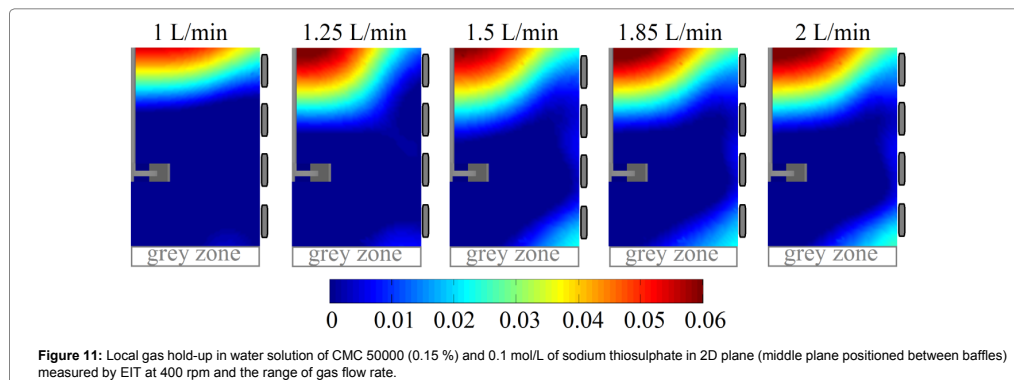 1 L/min 1.25 L/min 1.5 L/min 1.85 L/min 2 L/min
grey zone grey zone grey zone grey zone grey zone
0 0.01 0.02 0.03 0.04 0.05 0.06
Figure 11: Local gas hold-up in water solution of CMC 50000 (0.15 %) and 0.1 mol/L of sodium thiosulphate in 2D plane (middle plane positioned between baffles)
measured by EIT at 400 rpm and the range of gas flow rate.